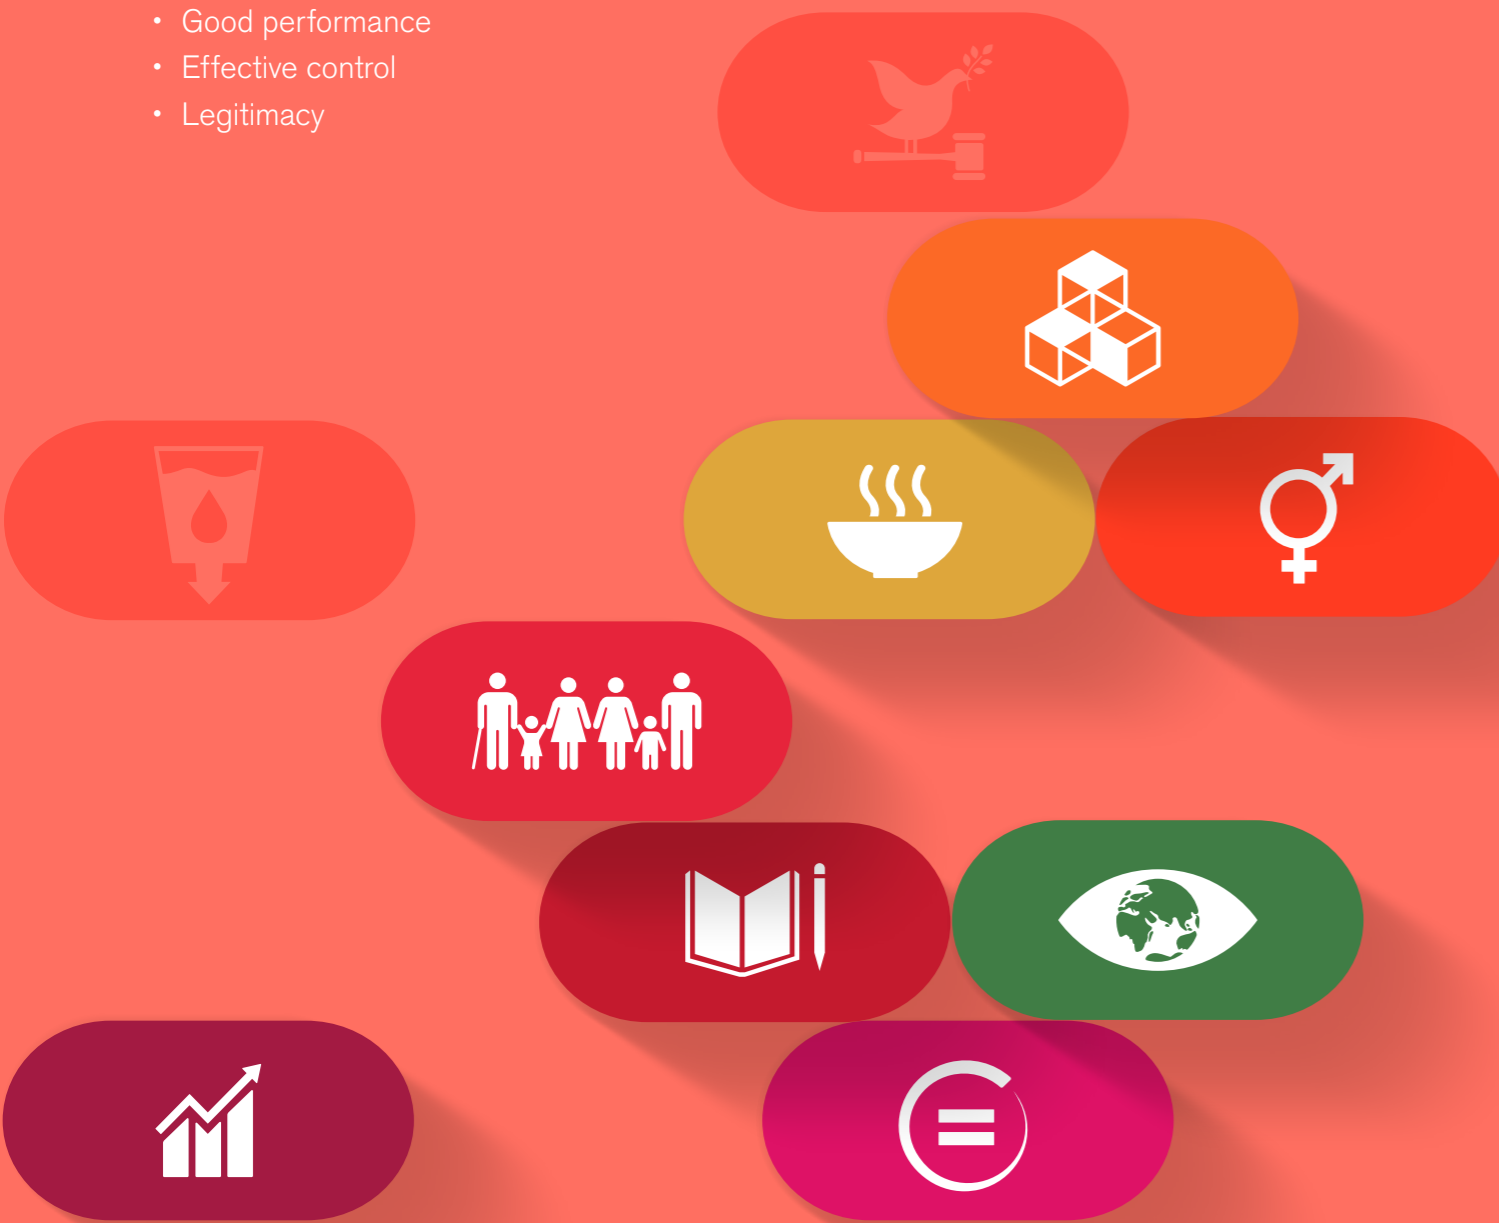 • Good performance
• Effective control
• Legitimacy